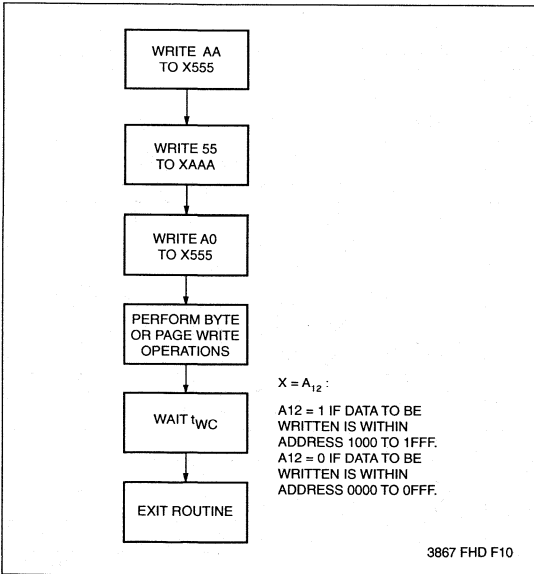 WRITE AA
TO X555
WRITE 55
TO XAAA
WRITE A0
TO X555
PERFORM BYTE
OR PAGE WRITE
OPERATIONS
WAIT tWC
EXIT ROUTINE
X = A12 :
A12 = 1 IF DATA TO BE
WRITTEN IS WITHIN
ADDRESS 1000 TO 1FFF.
A12 = 0 IF DATA TO BE
WRITTEN IS WITHIN
ADDRESS 0000 TO 0FFF.
3867 FHD F10